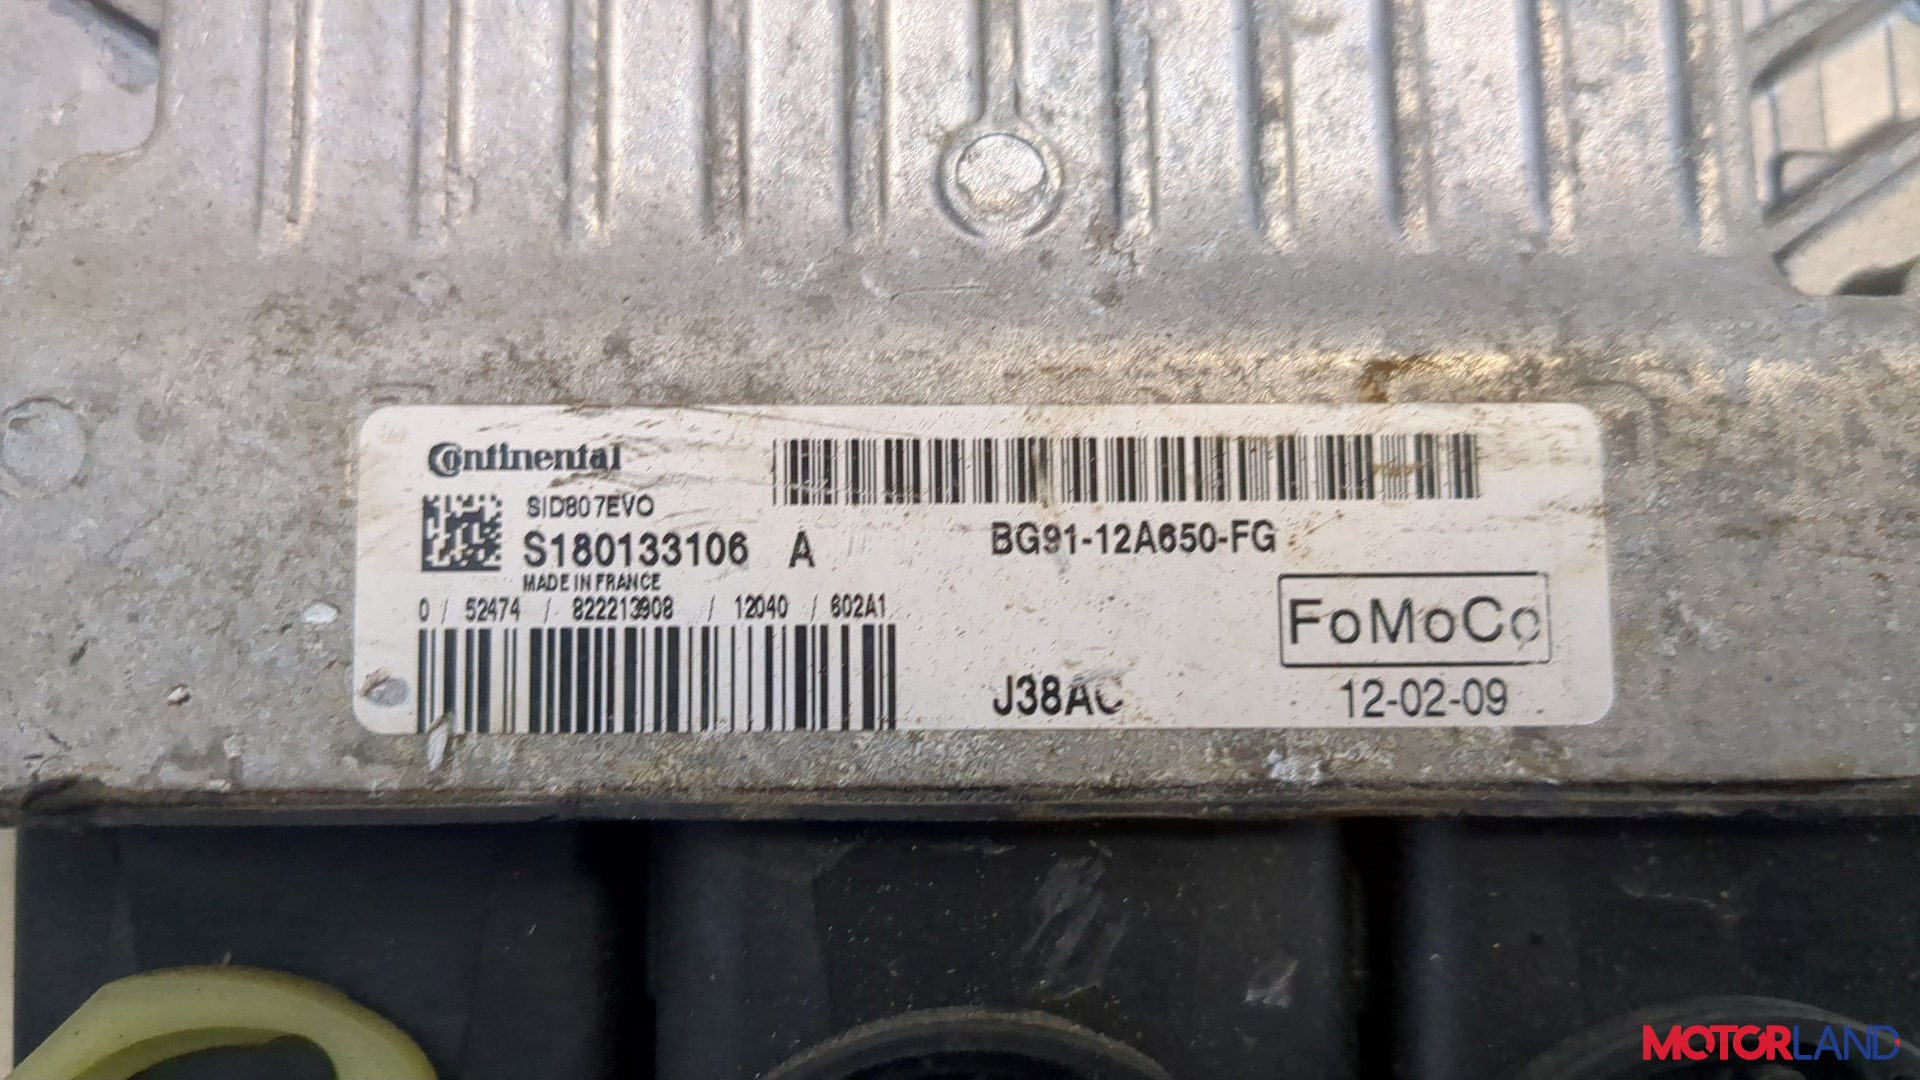 Continental
SID807EVO
S180133106 A
MADE IN FRANCE
0 / 52474 / 822213908 / 12040 / 602A1
BG91-12A650-FG
FoMoCo
J38AC
12-02-09
MOTORLAND